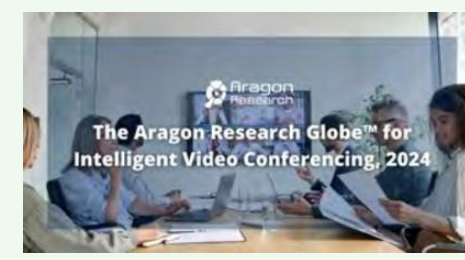 Aragon
Research
The Aragon Research Globe™ for
Intelligent Video Conferencing, 2024